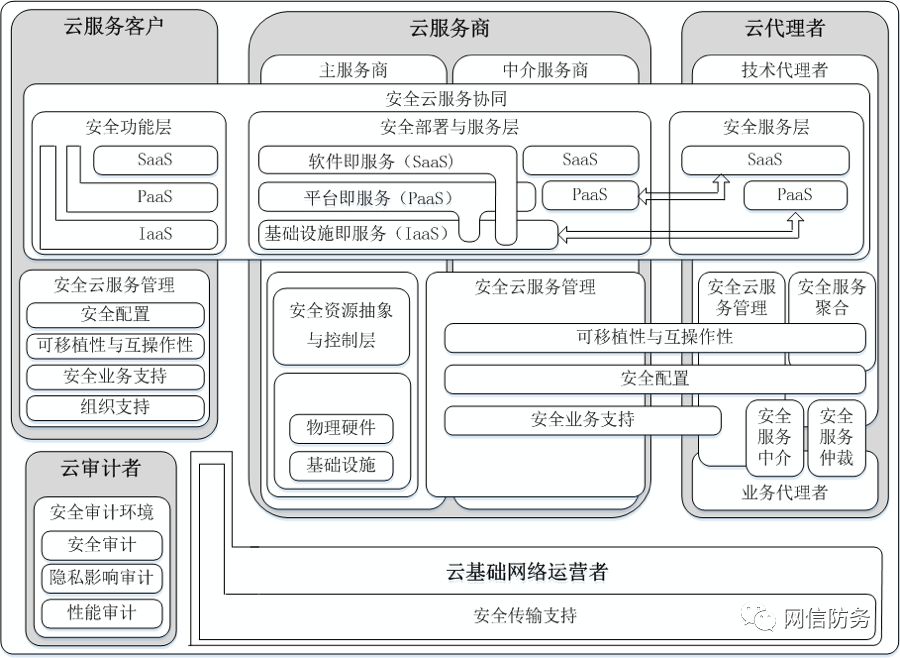 云服务客户
云服务商
云代理者
主服务商
中介服务商
技术代理者
安全云服务协同
安全功能层
SaaS
PaaS
IaaS
安全部署与服务层
软件即服务（SaaS）
平台即服务（PaaS）
基础设施即服务（IaaS）
SaaS
PaaS
安全服务层
SaaS
PaaS
安全云服务管理
安全配置
可移植性与互操作性
安全业务支持
组织支持
安全资源抽象
与控制层
物理硬件
基础设施
安全云服务管理
安全云服
务管理
安全服务
聚合
可移植性与互操作性
安全配置
安全业务支持
安全
服务
中介
安全
服务
仲裁
业务代理者
云审计者
安全审计环境
安全审计
隐私影响审计
性能审计
云基础网络运营者
安全传输支持
网信防务